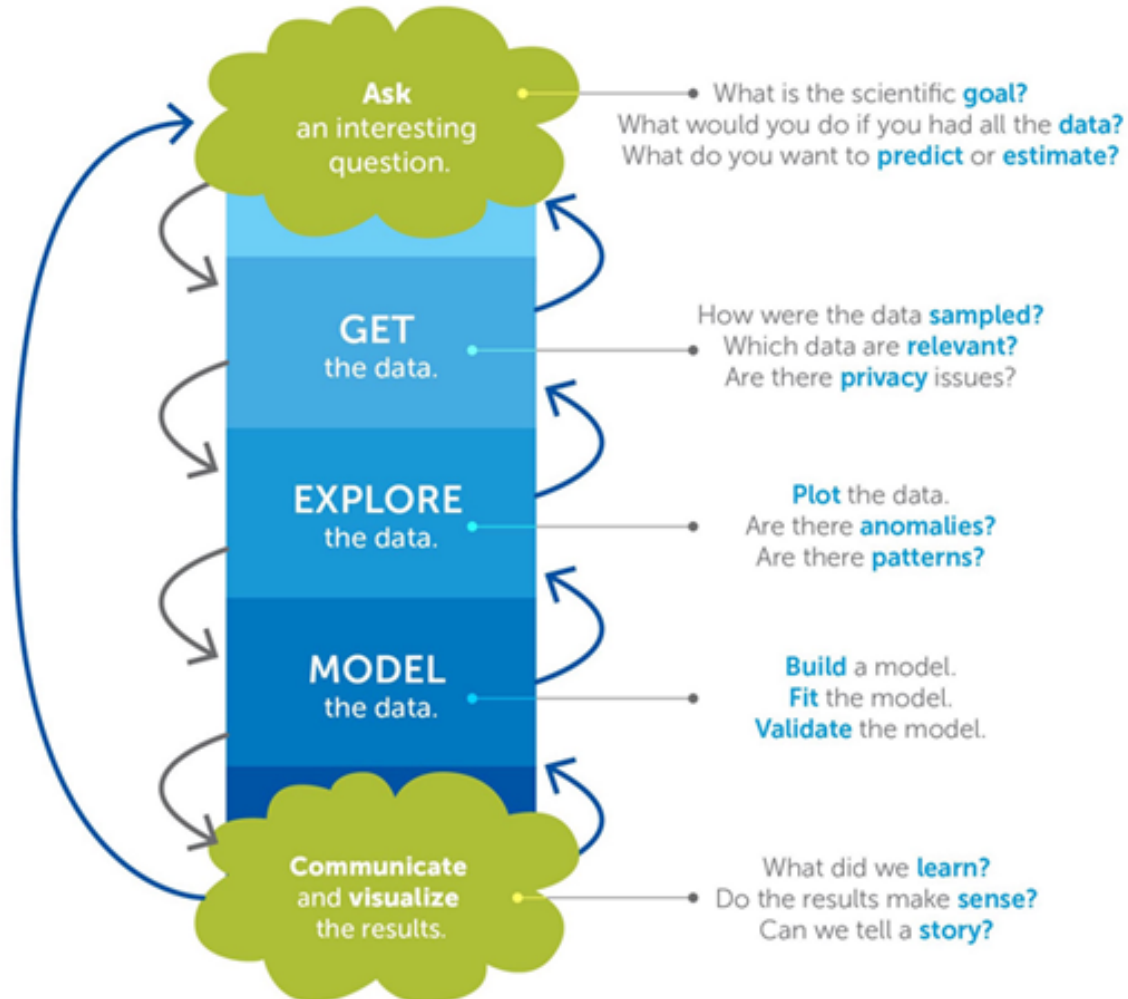 Ask
an interesting
question.
What is the scientific goal?
What would you do if you had all the data?
What do you want to predict or estimate?
GET
the data.
How were the data sampled?
Which data are relevant?
Are there privacy issues?
EXPLORE
the data.
Plot the data.
Are there anomalies?
Are there patterns?
MODEL
the data.
Build a model.
Fit the model.
Validate the model.
Communicate
and visualize
the results.
What did we learn?
Do the results make sense?
Can we tell a story?